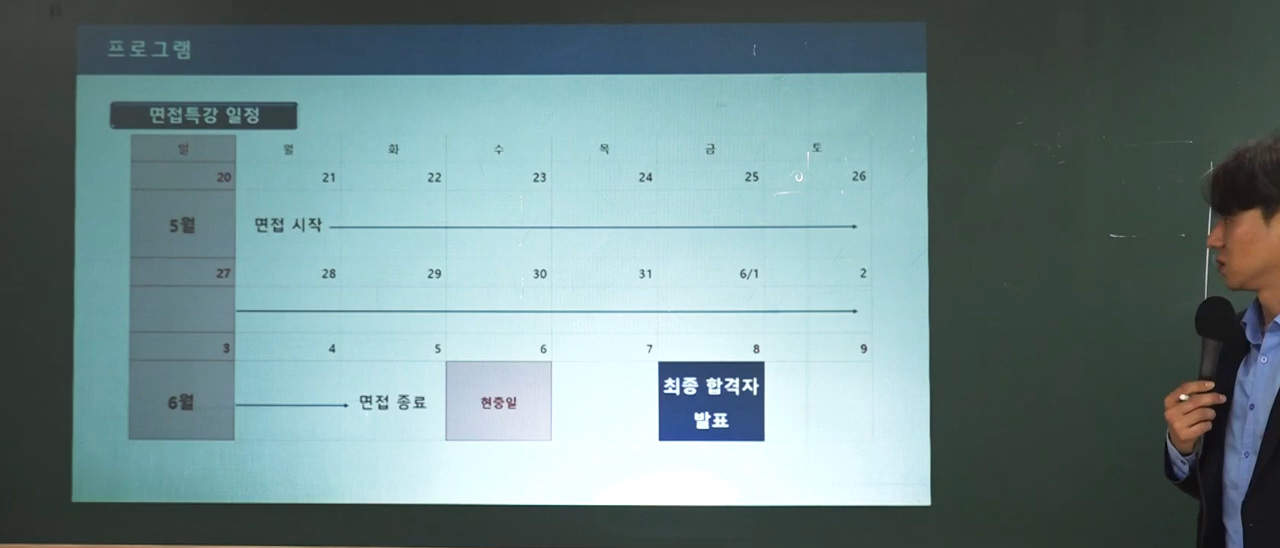 프로그램
면접특강 일정
일 월 화 수 목 금 토
20 21 22 23 24 25 26
5월 면접 시작
27 28 29 30 31 6/1 2
3 4 5 6 7 8 9
6월 면접 종료 현충일 최종 합격자
발표